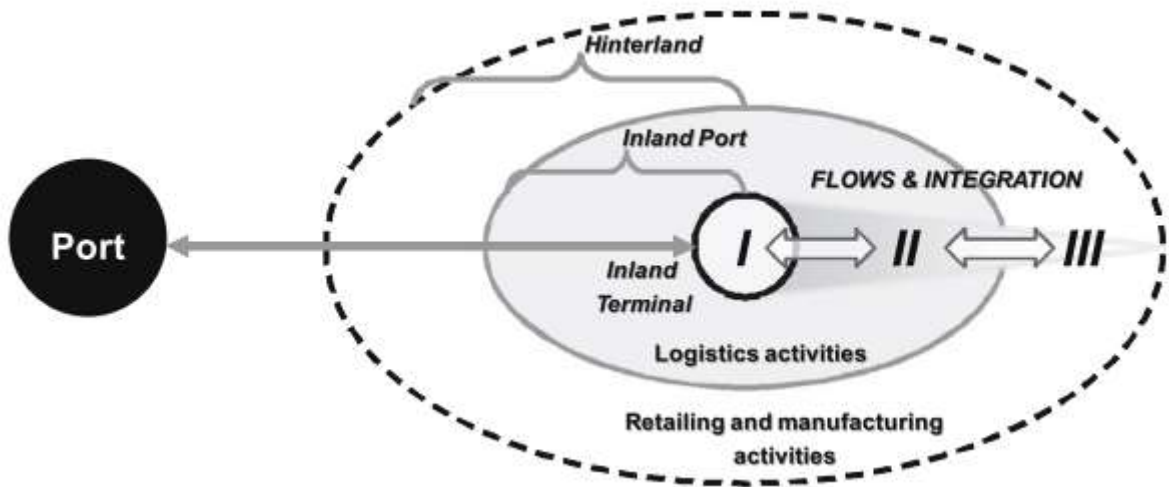 Hinterland
Inland Port
FLOWS & INTEGRATION
Port
I
II
III
Inland
Terminal
Logistics activities
Retailing and manufacturing
activities